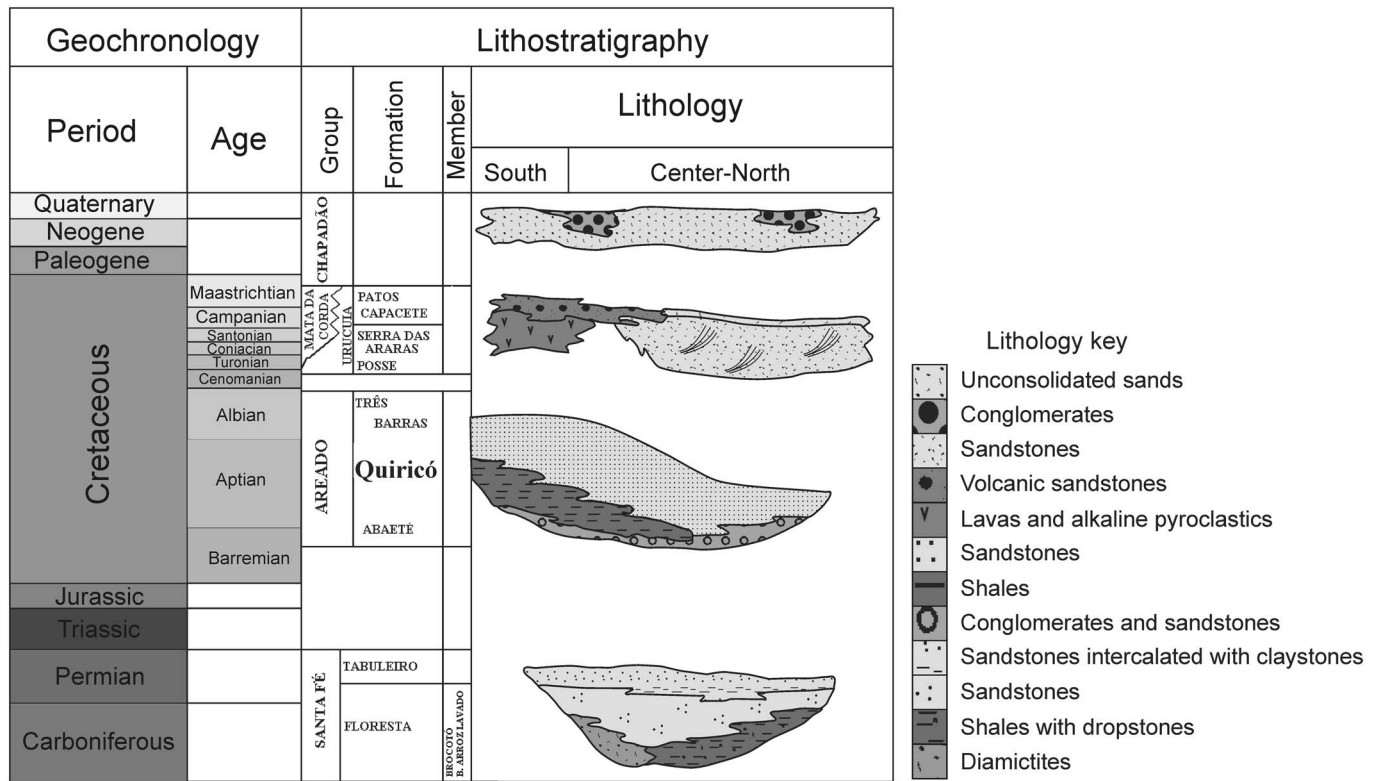 Geochronology
Lithostratigraphy
Period
Age
Group
Formation
Member
Lithology
South
Center-North
Quaternary
Neogene
Paleogene
Cretaceous
Jurassic
Triassic
Permian
Carboniferous
Maastrichtian
Campanian
Santonian
Coniacian
Turonian
Cenomanian
Albian
Aptian
Barremian
CHAPADÃO
MATA DA
CORDA
URUCUIA
PATOS
CAPACETE
SERRA DAS
ARARAS
POSSE
AREADO
TRÊS
BARRAS
Quiricó
ABAETÉ
SANTA FÉ
TABULEIRO
FLORESTA
BROCOTÓ
B. ARROZ LAVADO
Lithology key
Unconsolidated sands
Conglomerates
Sandstones
Volcanic sandstones
Lavas and alkaline pyroclastics
Sandstones
Shales
Conglomerates and sandstones
Sandstones intercalated with claystones
Sandstones
Shales with dropstones
Diamictites